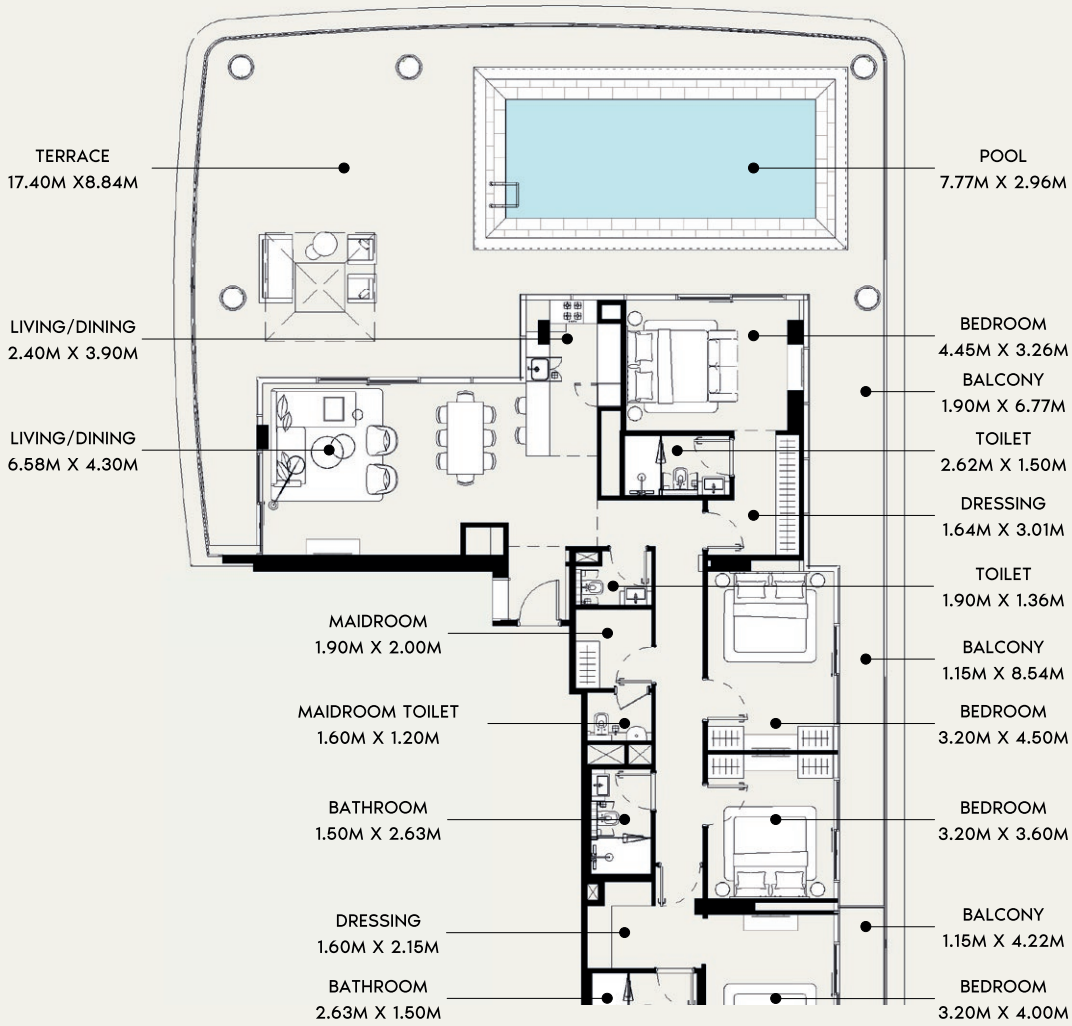 TERRACE
17.40M X8.84M
LIVING/DINING
2.40M X 3.90M
LIVING/DINING
6.58M X 4.30M
MAIDROOM
1.90M X 2.00M
MAIDROOM TOILET
1.60M X 1.20M
BATHROOM
1.50M X 2.63M
DRESSING
1.60M X 2.15M
BATHROOM
2.63M X 1.50M
POOL
7.77M X 2.96M
BEDROOM
4.45M X 3.26M
BALCONY
1.90M X 6.77M
TOILET
2.62M X 1.50M
DRESSING
1.64M X 3.01M
TOILET
1.90M X 1.36M
BALCONY
1.15M X 8.54M
BEDROOM
3.20M X 4.50M
BEDROOM
3.20M X 3.60M
BALCONY
1.15M X 4.22M
BEDROOM
3.20M X 4.00M